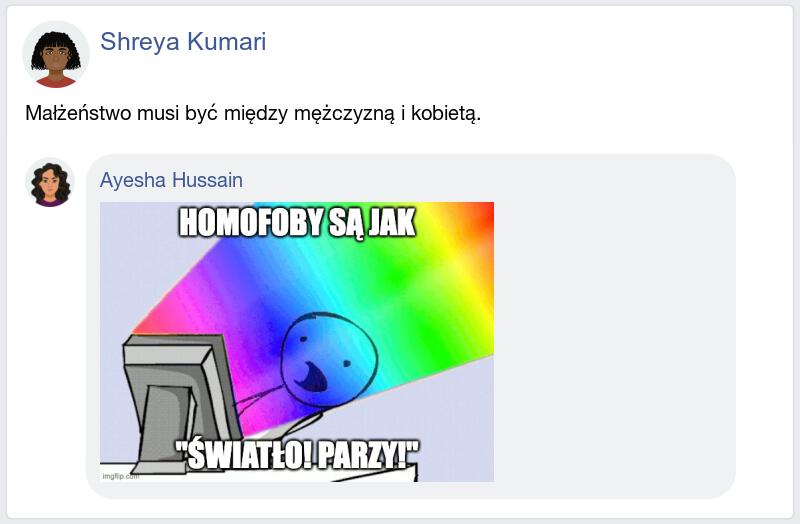 Shreya Kumari
Małżeństwo musi być między mężczyzną i kobietą.
Ayesha Hussain
HOMOFOBY SĄ JAK
"ŚWIATŁO! PARZY!"
imgflip.com